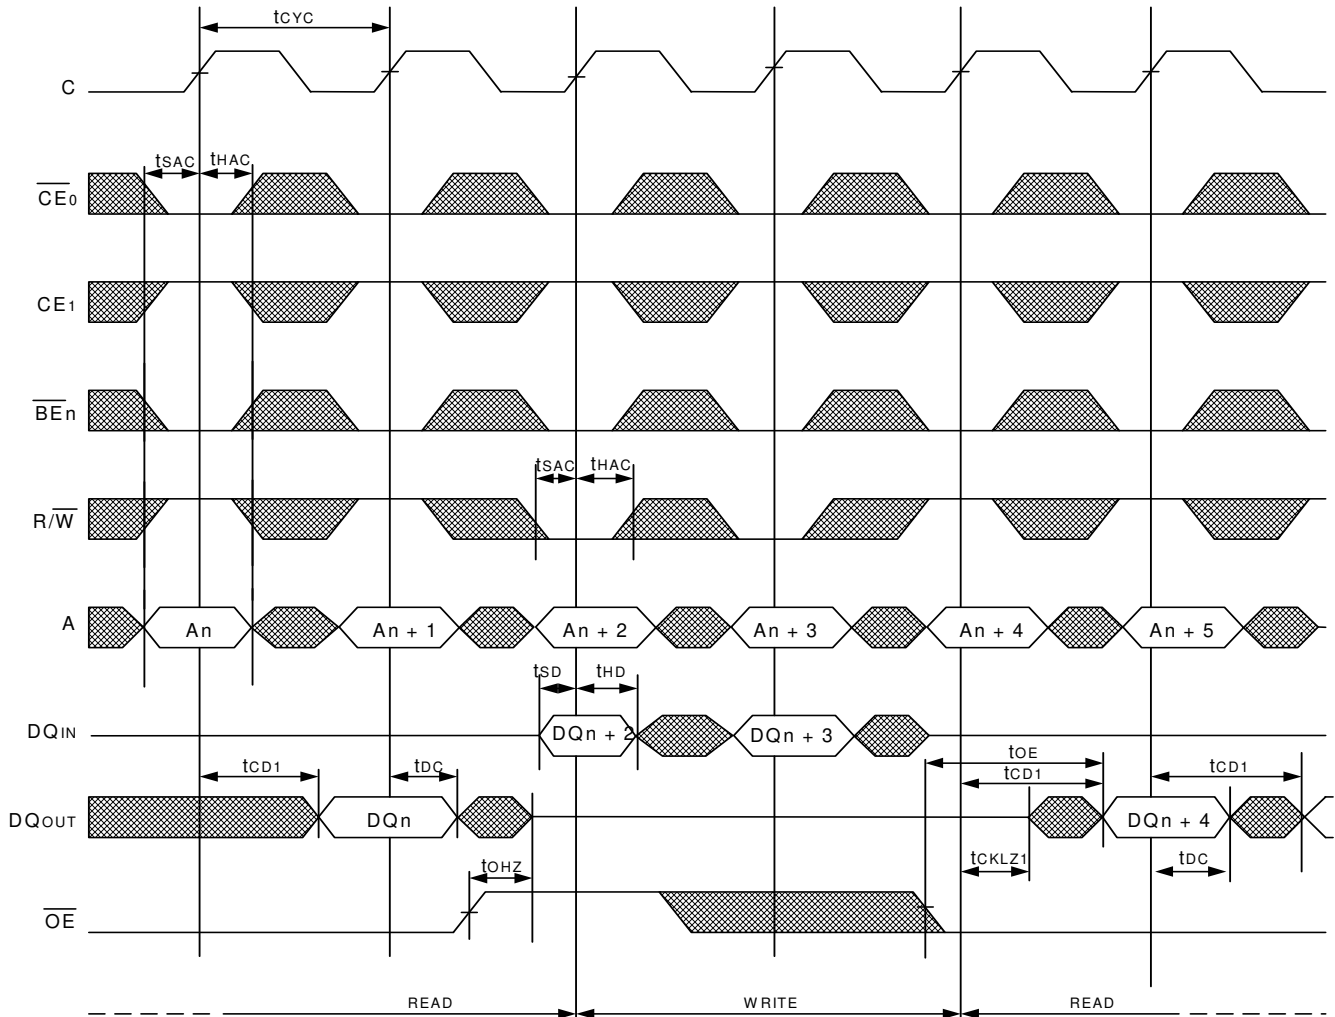 tCYC
C
tSAC tHAC
CE0
CE1
BEn
tSAC tHAC
R/W
A An An + 1 An + 2 An + 3 An + 4 An + 5
tSD tHD
DQIN DQn + 2 DQn + 3
tOE
tCD1 tDC tCD1 tCD1
DQOUT DQn DQn + 4
tOHZ tCKLZ1 tDC
OE
READ WRITE READ